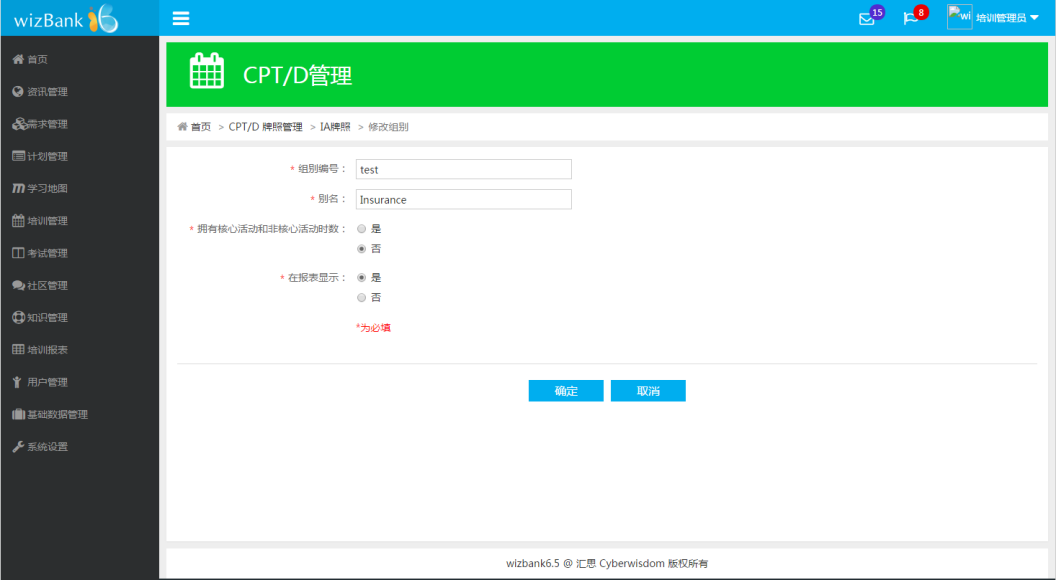 wizBank 6
15
8
wi
培训管理员
首页
资讯管理
需求管理
计划管理
学习地图
培训管理
考试管理
社区管理
知识管理
培训报表
用户管理
基础数据管理
系统设置
CPT/D管理
首页 > CPT/D 牌照管理 > IA牌照 > 修改组别
* 组别编号： test
* 别名： Insurance
* 拥有核心活动和非核心活动时数： 是
否
* 在报表显示： 是
否
*为必填
确定 取消
wizbank6.5 @ 汇思 Cyberwisdom 版权所有